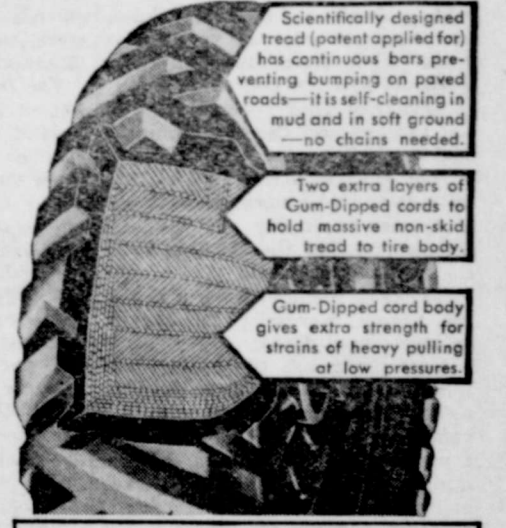 Scientifically designed
tread (patent applied for)
has continuous bars pre-
venting bumping on paved
roads—it is self-cleaning in
mud and in soft ground
—no chains needed.
Two extra layers of
Gum-Dipped cords to
hold massive non-skid
tread to tire body.
Gum-Dipped cord body
gives extra strength for
strains of heavy pulling
at low pressures.